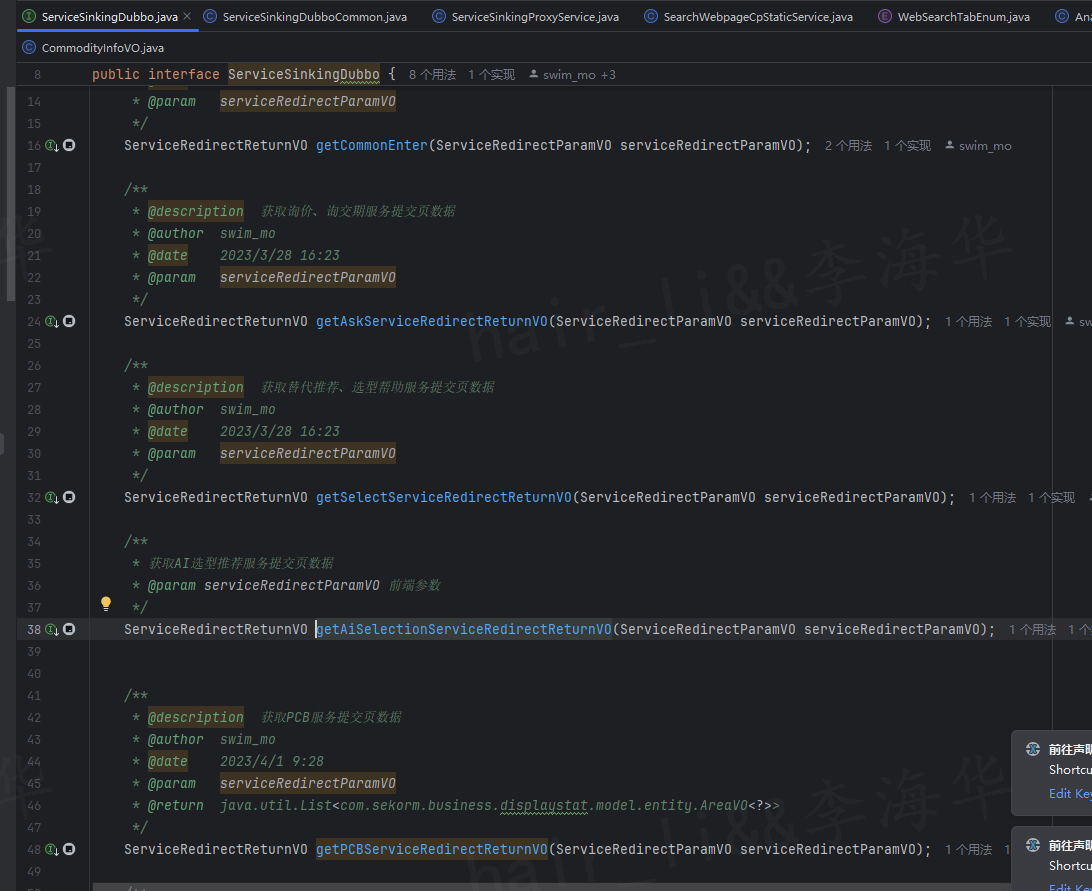 ServiceSinkingDubbo.java ServiceSinkingDubboCommon.java ServiceSinkingProxyService.java SearchWebpageCpStaticService.java WebSearchTabEnum.java
CommodityInfoVO.java
8 public interface ServiceSinkingDubbo { 8 个用法 1 个实现 swim_mo +3
14 * @param serviceRedirectParamVO
15 */
16 ServiceRedirectReturnVO getCommonEnter(ServiceRedirectParamVO serviceRedirectParamVO); 2 个用法 1 个实现 swim_mo
17
18 /**
19 * @description 获取询价、询交期服务提交页数据
20 * @author swim_mo
21 * @date 2023/3/28 16:23
22 * @param serviceRedirectParamVO
23 */
24 ServiceRedirectReturnVO getAskServiceRedirectReturnVO(ServiceRedirectParamVO serviceRedirectParamVO); 1 个用法 1 个实现 sw
25
26 /**
27 * @description 获取替代推荐、选型帮助服务提交页数据
28 * @author swim_mo
29 * @date 2023/3/28 16:23
30 * @param serviceRedirectParamVO
31 */
32 ServiceRedirectReturnVO getSelectServiceRedirectReturnVO(ServiceRedirectParamVO serviceRedirectParamVO); 1 个用法 1 个实现
33
34 /**
35 * 获取AI选型推荐服务提交页数据
36 * @param serviceRedirectParamVO 前端参数
37 */
38 ServiceRedirectReturnVO getAiSelectionServiceRedirectReturnVO(ServiceRedirectParamVO serviceRedirectParamVO); 1 个用法 1 个
39
40
41 /**
42 * @description 获取PCB服务提交页数据
43 * @author swim_mo
44 * @date 2023/4/1 9:28
45 * @param serviceRedirectParamVO
46 * @return java.util.List<com.sekorm.business.displaystat.model.entity.AreaVO<?>>
47 */
48 ServiceRedirectReturnVO getPCBServiceRedirectReturnVO(ServiceRedirectParamVO serviceRedirectParamVO); 1 个用法 1
49
前往声明
Shortcu
Edit Key
前往声明
Shortcu
Edit Key
hair_li&&李海华
hair_li&&李海华